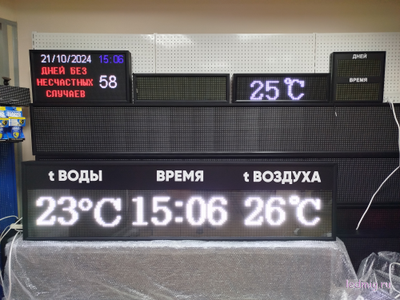 21/10/2024 15:06
ДНЕЙ БЕЗ
НЕСЧАСТНЫХ 58
СЛУЧАЕВ
25°C
ДНЕЙ
ВРЕМЯ
t ВОДЫ ВРЕМЯ t ВОЗДУХА
23°C 15:06 26°C